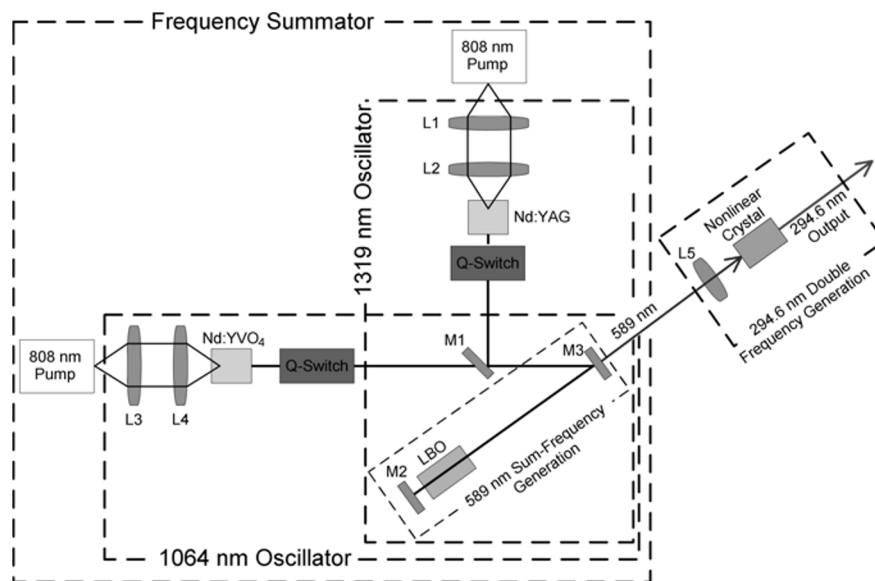 Frequency Summator
808 nm
Pump
L1
L2
1319 nm Oscillator
Nd:YAG
Q-Switch
Nonlinear
Crystal
294.6 nm
Output
L5
294.6 nm Double
Frequency Generation
589 nm
M1
M3
Nd:YVO₄
808 nm
Pump
Q-Switch
L3
L4
LBO
M2
589 nm Sum-Frequency
Generation
1064 nm Oscillator